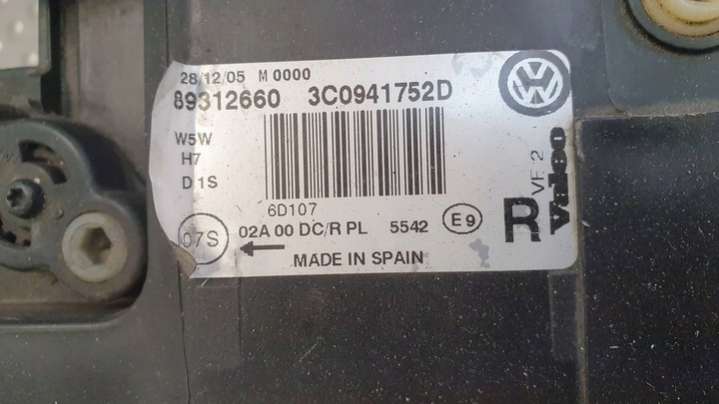 28/12/05 M 0000
89312660 3C0941752D
W5W
H7
D1S
6D107
07S
02A 00 DC/R PL 5542 E9
MADE IN SPAIN
R
VE 2
Valeo
VW